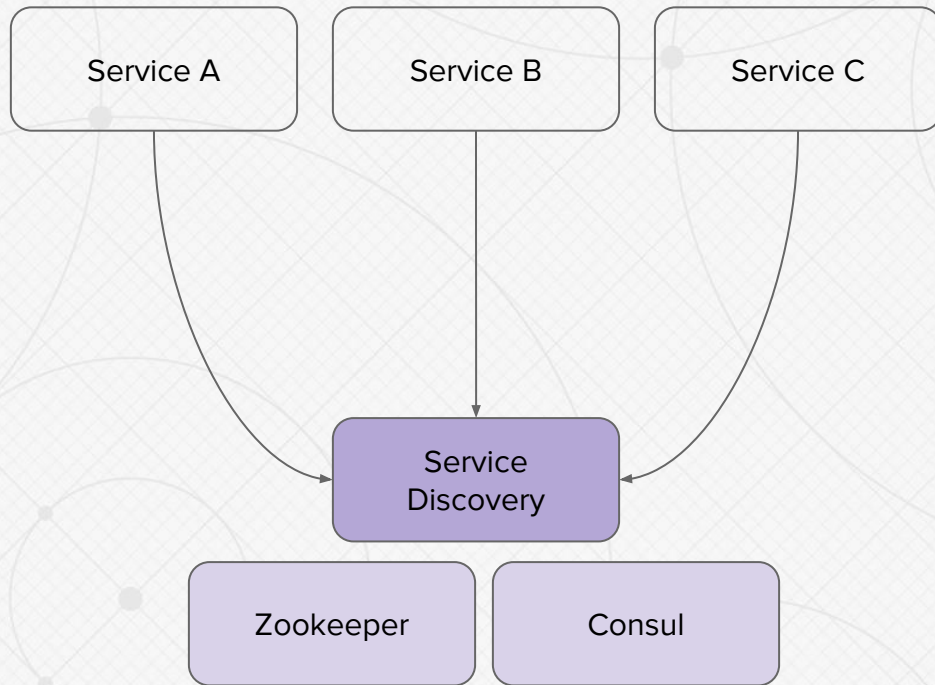 Service A
Service B
Service C
Service
Discovery
Zookeeper
Consul